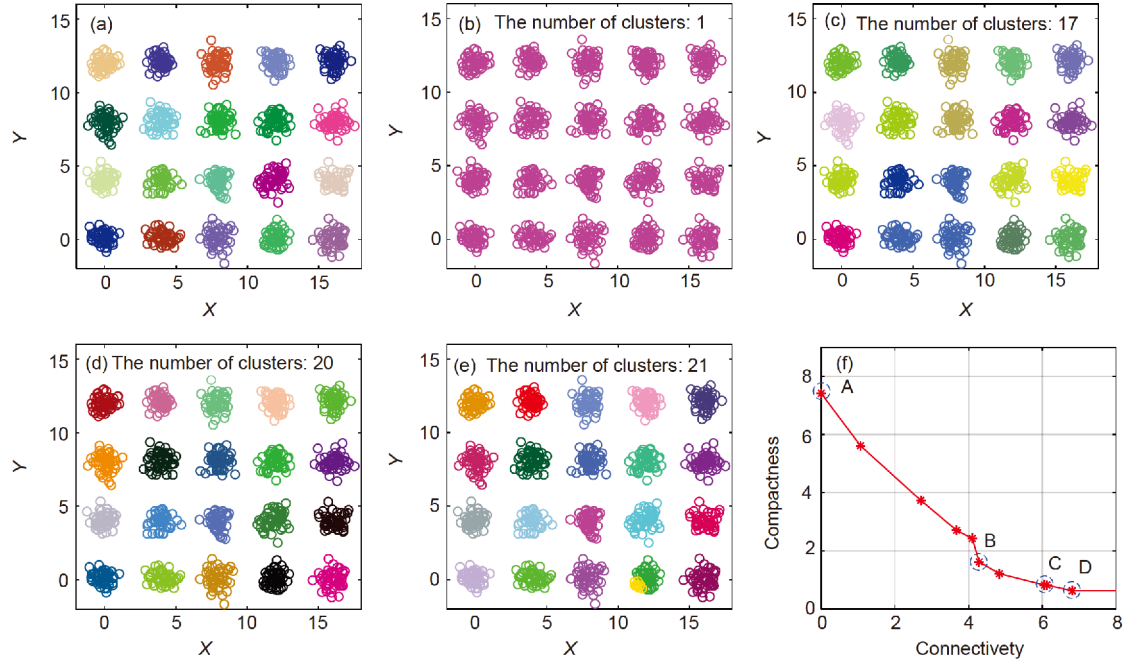 (a)
15
10
5
0
Y
0 5 10 15
X
(b) The number of clusters: 1
15
10
5
0
Y
0 5 10 15
X
(c) The number of clusters: 17
15
10
5
0
Y
0 5 10 15
X
(d) The number of clusters: 20
15
10
5
0
Y
0 5 10 15
X
(e) The number of clusters: 21
15
10
5
0
Y
0 5 10 15
X
(f)
8
6
4
2
0
Compactness
A
B
C
D
0 2 4 6 8
Connectivety